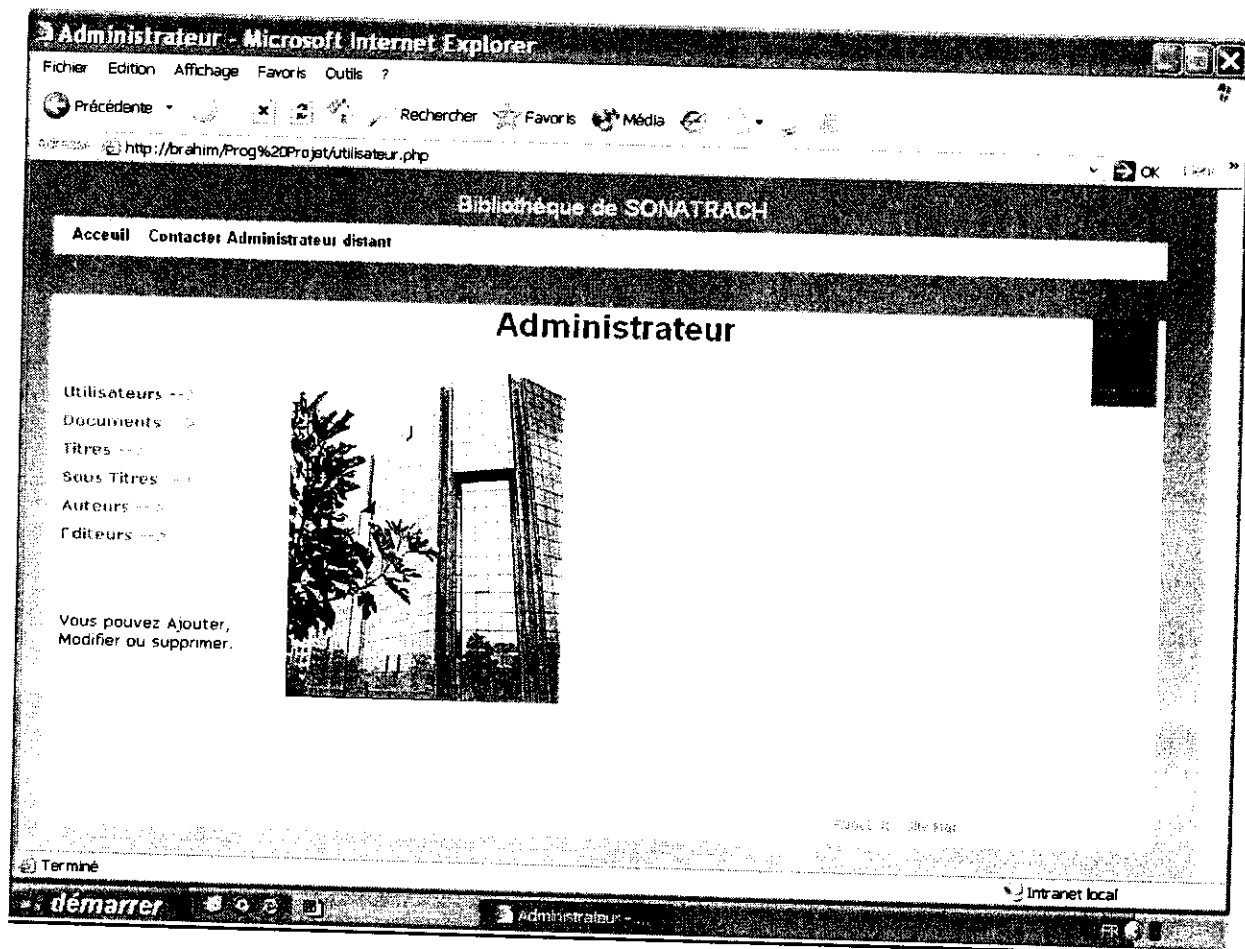 Administrateur - Microsoft Internet Explorer
Fichier Edition Affichage Favoris Outils ?
Précédente Rechercher Favoris Média
Adresse http://brahim/Prog%20Projet/utilisateur.php OK Liens »
Bibliothèque de SONATRACH
Acceuil Contacter Administrateur distant
Administrateur
Utilisateurs -->
Documents -->
Titres -->
Sous Titres -->
Auteurs -->
Editeurs -->
Vous pouvez Ajouter,
Modifier ou supprimer.
Terminé
Intranet local
démarrer
Administrateur - ...
FR